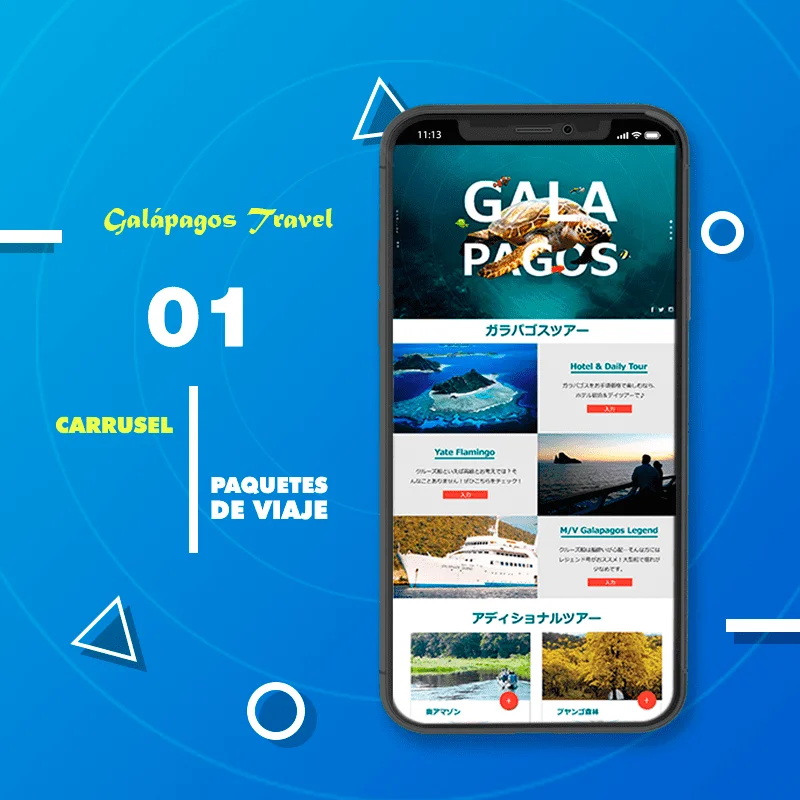 Galápagos Travel
01
CARRUSEL
PAQUETES
DE VIAJE
11:13
GALA
PAGOS
ガラパゴスツアー
Hotel & Daily Tour
ガラパゴスをお手頃価格で楽しむなら、
ホテル宿泊&デイツアーで♪
入力
Yate Flamingo
クルーズ船といえば高級とお考えでは?そ
んなことありません!ぜひこちらをチェック!
入力
M/V Galapagos Legend
クルーズ船は船酔いが心配…そんな方には
レジェンド号がおススメ!大型船で揺れが
少なめです。
入力
アディショナルツアー
南アマゾン
プヤンゴ森林